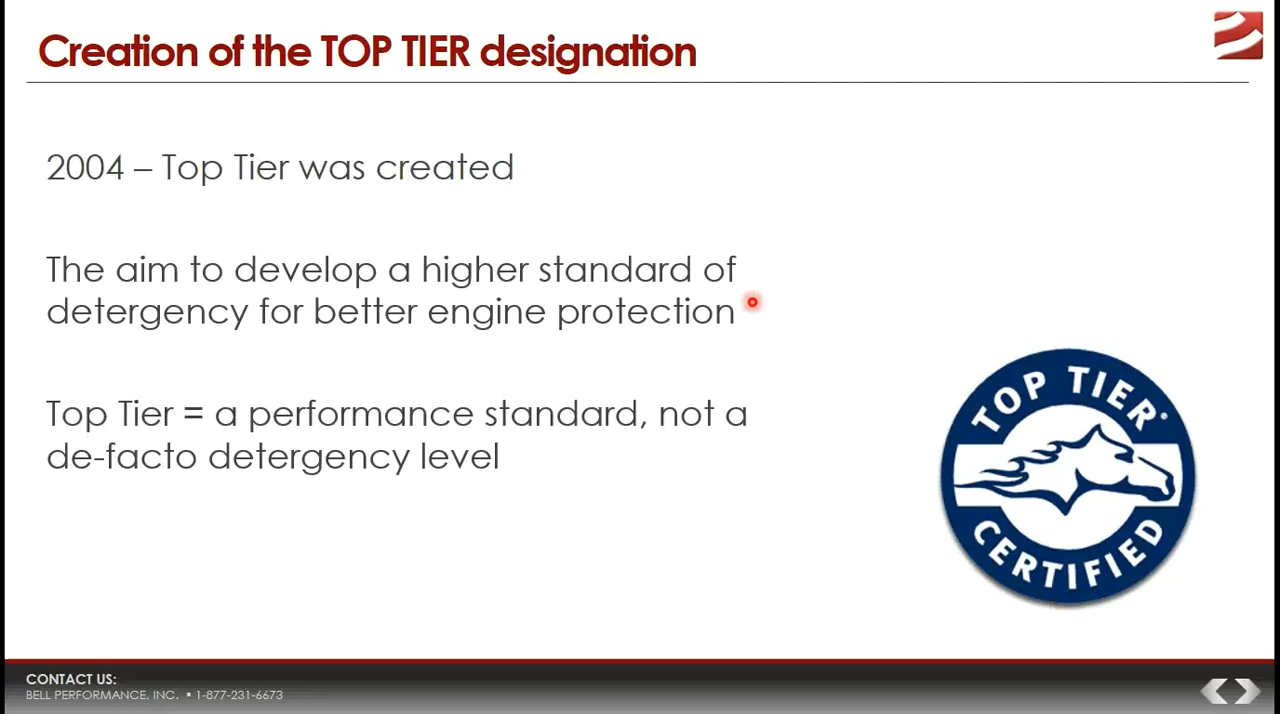 Creation of the TOP TIER designation
2004 – Top Tier was created
The aim to develop a higher standard of
detergency for better engine protection
Top Tier = a performance standard, not a
de-facto detergency level
TOP TIER®
CERTIFIED
CONTACT US:
BELL PERFORMANCE, INC. ▪ 1-877-231-6673